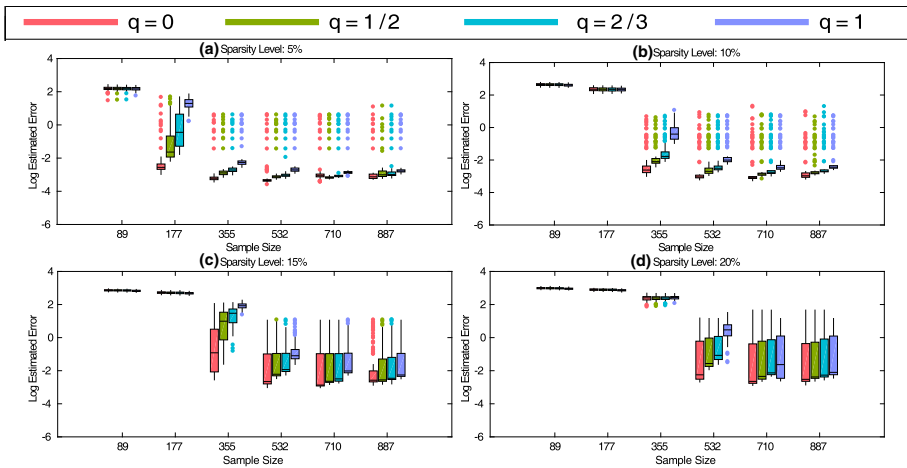 q = 0 q = 1/2 q = 2/3 q = 1
(a) Sparsity Level: 5%
Log Estimated Error
4
2
0
-2
-4
-6
89 177 355 532 710 887
Sample Size
(b) Sparsity Level: 10%
Log Estimated Error
4
2
0
-2
-4
-6
89 177 355 532 710 887
Sample Size
(c) Sparsity Level: 15%
Log Estimated Error
4
2
0
-2
-4
-6
89 177 355 532 710 887
Sample Size
(d) Sparsity Level: 20%
Log Estimated Error
4
2
0
-2
-4
-6
89 177 355 532 710 887
Sample Size